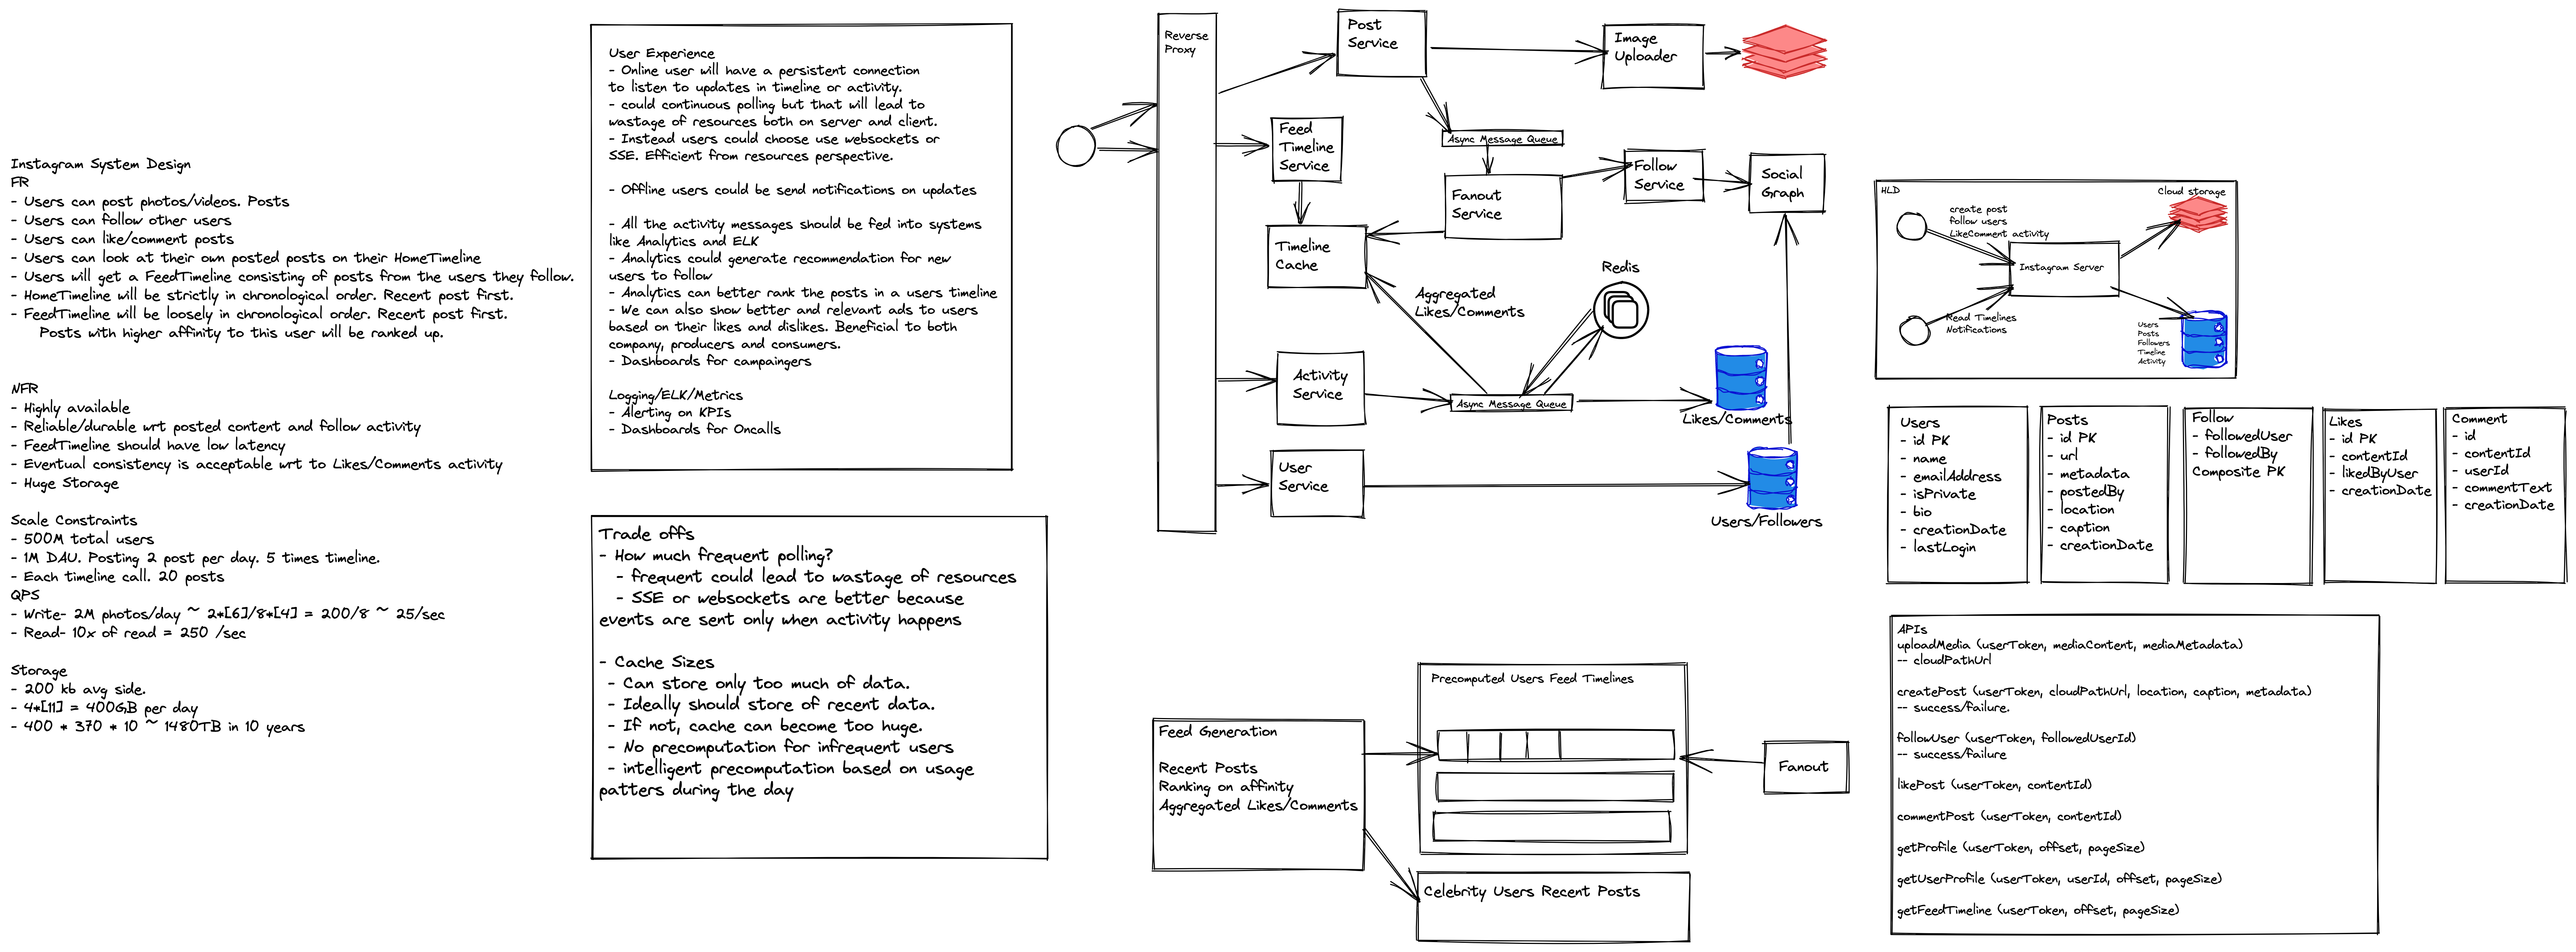 Instagram System Design
FR
- Users can post photos/videos. Posts
- Users can follow other users
- Users can like/comment posts
- Users can look at their own posted posts on their HomeTimeline
- Users will get a FeedTimeline consisting of posts from the users they follow.
- HomeTimeline will be strictly in chronological order. Recent post first.
- FeedTimeline will be loosely in chronological order. Recent post first.
Posts with higher affinity to this user will be ranked up.
NFR
- Highly available
- Reliable/durable wrt posted content and follow activity
- FeedTimeline should have low latency
- Eventual consistency is acceptable wrt to Likes/Comments activity
- Huge Storage
Scale Constraints
- 500M total users
- 1M DAU. Posting 2 post per day. 5 times timeline.
- Each timeline call. 20 posts
QPS
- Write- 2M photos/day ~ 2*[6]/8*[4] = 200/8 ~ 25/sec
- Read- 10x of read = 250 /sec
Storage
- 200 kb avg side.
- 4*[11] = 400GB per day
- 400 * 370 * 10 ~ 1480TB in 10 years
User Experience
- Online user will have a persistent connection
to listen to updates in timeline or activity.
- could continuous polling but that will lead to
wastage of resources both on server and client.
- Instead users could choose use websockets or
SSE. Efficient from resources perspective.
- Offline users could be send notifications on updates
- All the activity messages should be fed into systems
like Analytics and ELK
- Analytics could generate recommendation for new
users to follow
- Analytics can better rank the posts in a users timeline
- We can also show better and relevant ads to users
based on their likes and dislikes. Beneficial to both
company, producers and consumers.
- Dashboards for campaingers
Logging/ELK/Metrics
- Alerting on KPIs
- Dashboards for Oncalls
Trade offs
- How much frequent polling?
- frequent could lead to wastage of resources
- SSE or websockets are better because
events are sent only when activity happens
- Cache Sizes
- Can store only too much of data.
- Ideally should store of recent data.
- If not, cache can become too huge.
- No precomputation for infrequent users
- intelligent precomputation based on usage
patters during the day
Reverse
Proxy
Post
Service
Image
Uploader
Feed
Timeline
Service
Async Message Queue
Fanout
Service
Follow
Service
Social
Graph
Timeline
Cache
Redis
Aggregated
Likes/Comments
Activity
Service
Async Message Queue
Likes/Comments
User
Service
Users/Followers
Feed Generation
Recent Posts
Ranking on affinity
Aggregated Likes/Comments
Precomputed Users Feed Timelines
Fanout
Celebrity Users Recent Posts
HLD
Cloud storage
create post
follow users
LikeComment activity
Instagram Server
Read Timelines
Notifications
Users
Posts
Followers
Timeline
Activity
Users
- id PK
- name
- emailAddress
- isPrivate
- bio
- creationDate
- lastLogin
Posts
- id PK
- url
- metadata
- postedBy
- location
- caption
- creationDate
Follow
- followedUser
- followedBy
Composite PK
Likes
- id PK
- contentId
- likedByUser
- creationDate
Comment
- id
- contentId
- userId
- commentText
- creationDate
APIs
uploadMedia (userToken, mediaContent, mediaMetadata)
-- cloudPathUrl
createPost (userToken, cloudPathUrl, location, caption, metadata)
-- success/failure.
followUser (userToken, followedUserId)
-- success/failure
likePost (userToken, contentId)
commentPost (userToken, contentId)
getProfile (userToken, offset, pageSize)
getUserProfile (userToken, userId, offset, pageSize)
getFeedTimeline (userToken, offset, pageSize)